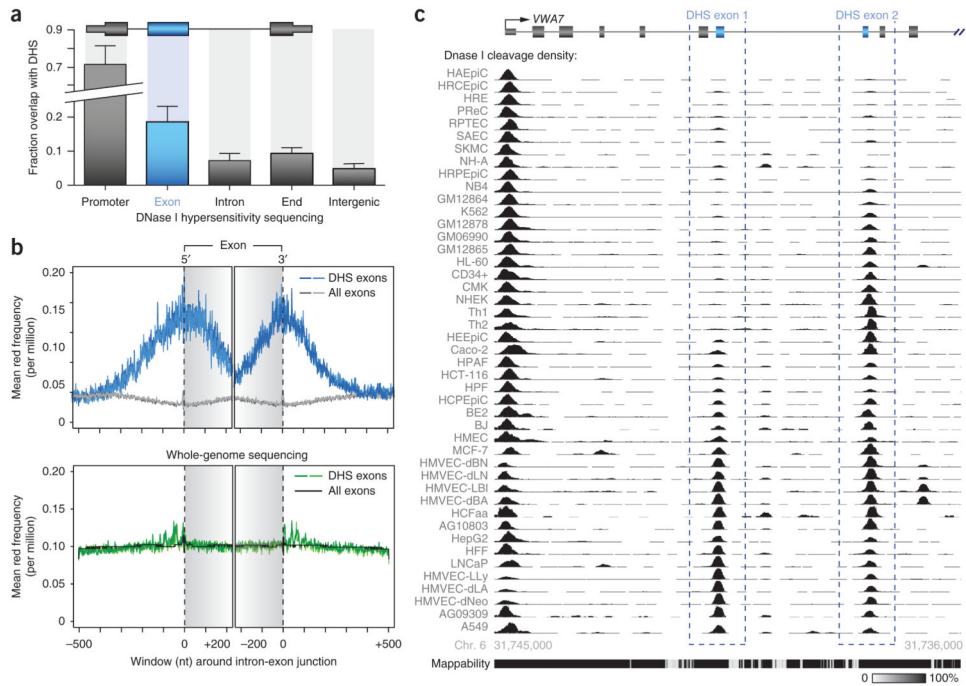 a
0.9
0.7
0.2
0.1
0
Fraction overlap with DHS
Promoter Exon Intron End Intergenic
DNase I hypersensitivity sequencing
b
Exon
5′ 3′
0.20
0.15
0.10
0.05
0
Mean red frequency
(per million)
DHS exons
All exons
Whole-genome sequencing
0.20
0.15
0.10
0.05
0
Mean red frequency
(per million)
DHS exons
All exons
-500 0 +200 −200 0 +500
Window (nt) around intron-exon junction
c
VWA7
DHS exon 1 DHS exon 2
Dnase I cleavage density:
HAEpiC
HRCEpiC
HRE
PReC
RPTEC
SAEC
SKMC
NH-A
HRPEpiC
NB4
GM12864
K562
GM12878
GM06990
GM12865
HL-60
CD34+
CMK
NHEK
Th1
Th2
HEEpiC
Caco-2
HPAF
HCT-116
HPF
HCPEpiC
BE2
BJ
HMEC
MCF-7
HMVEC-dBN
HMVEC-dLN
HMVEC-LBl
HMVEC-dBA
HCFaa
AG10803
HepG2
HFF
LNCaP
HMVEC-LLy
HMVEC-dLA
HMVEC-dNeo
AG09309
A549
Chr. 6 31,745,000 31,736,000
Mappability
0 100%